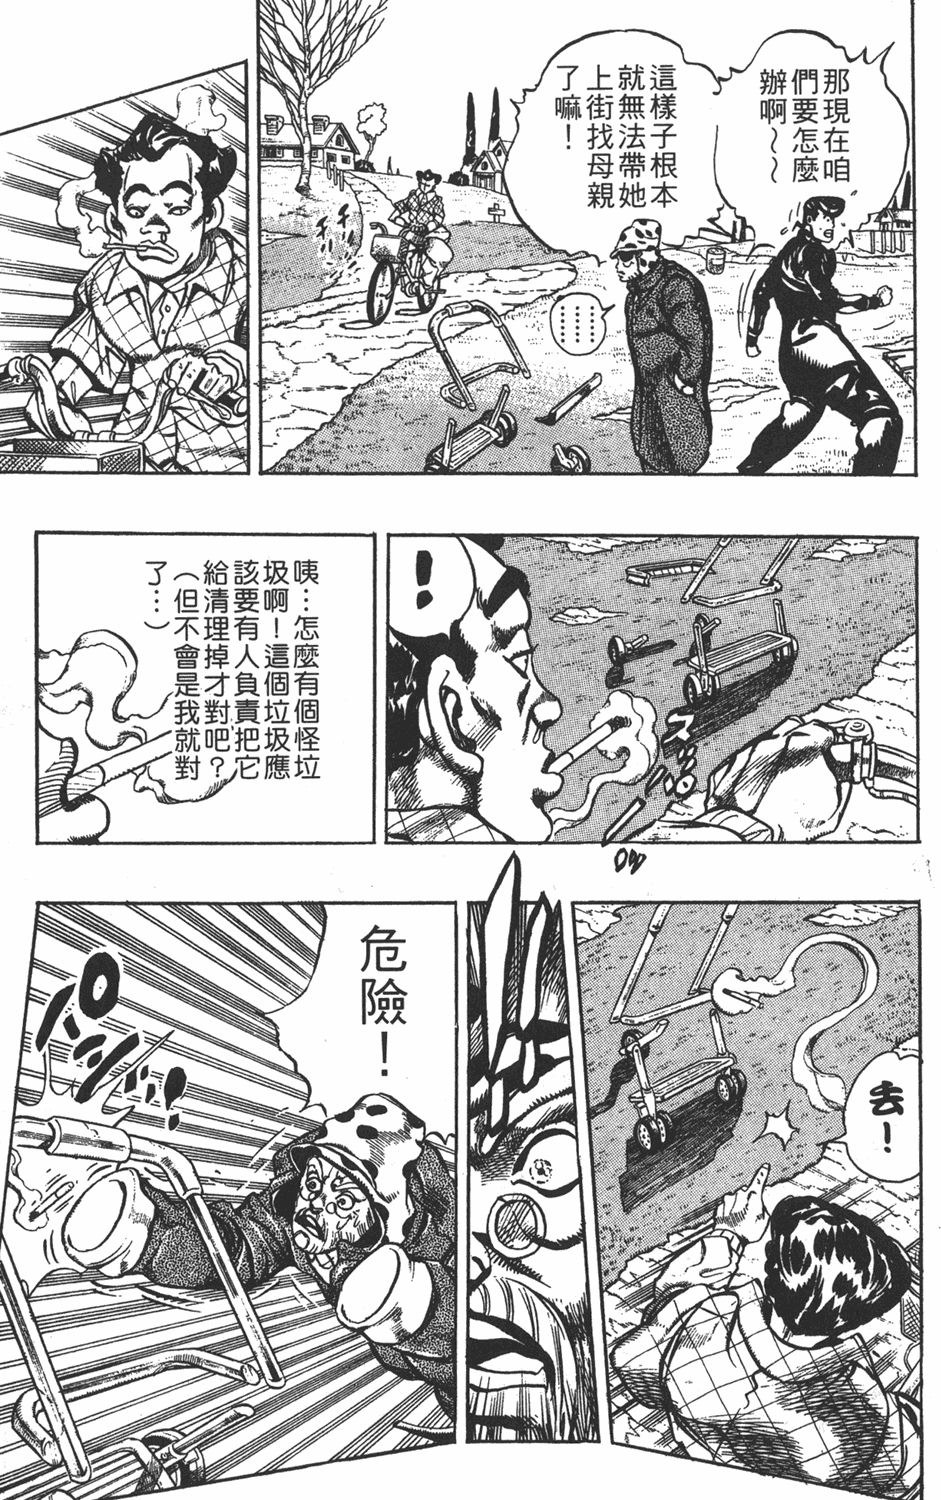 那現在咱
們要怎麼
辦啊～～
這樣子根本
就無法帶她
上街找母親
了嘛！
⋯⋯⋯⋯
！
咦…怎麼有個怪垃
圾啊！這個垃圾應
該要有人負責把它
給清理掉才對吧？
（但不會是我就對
了…）
去！
危險！